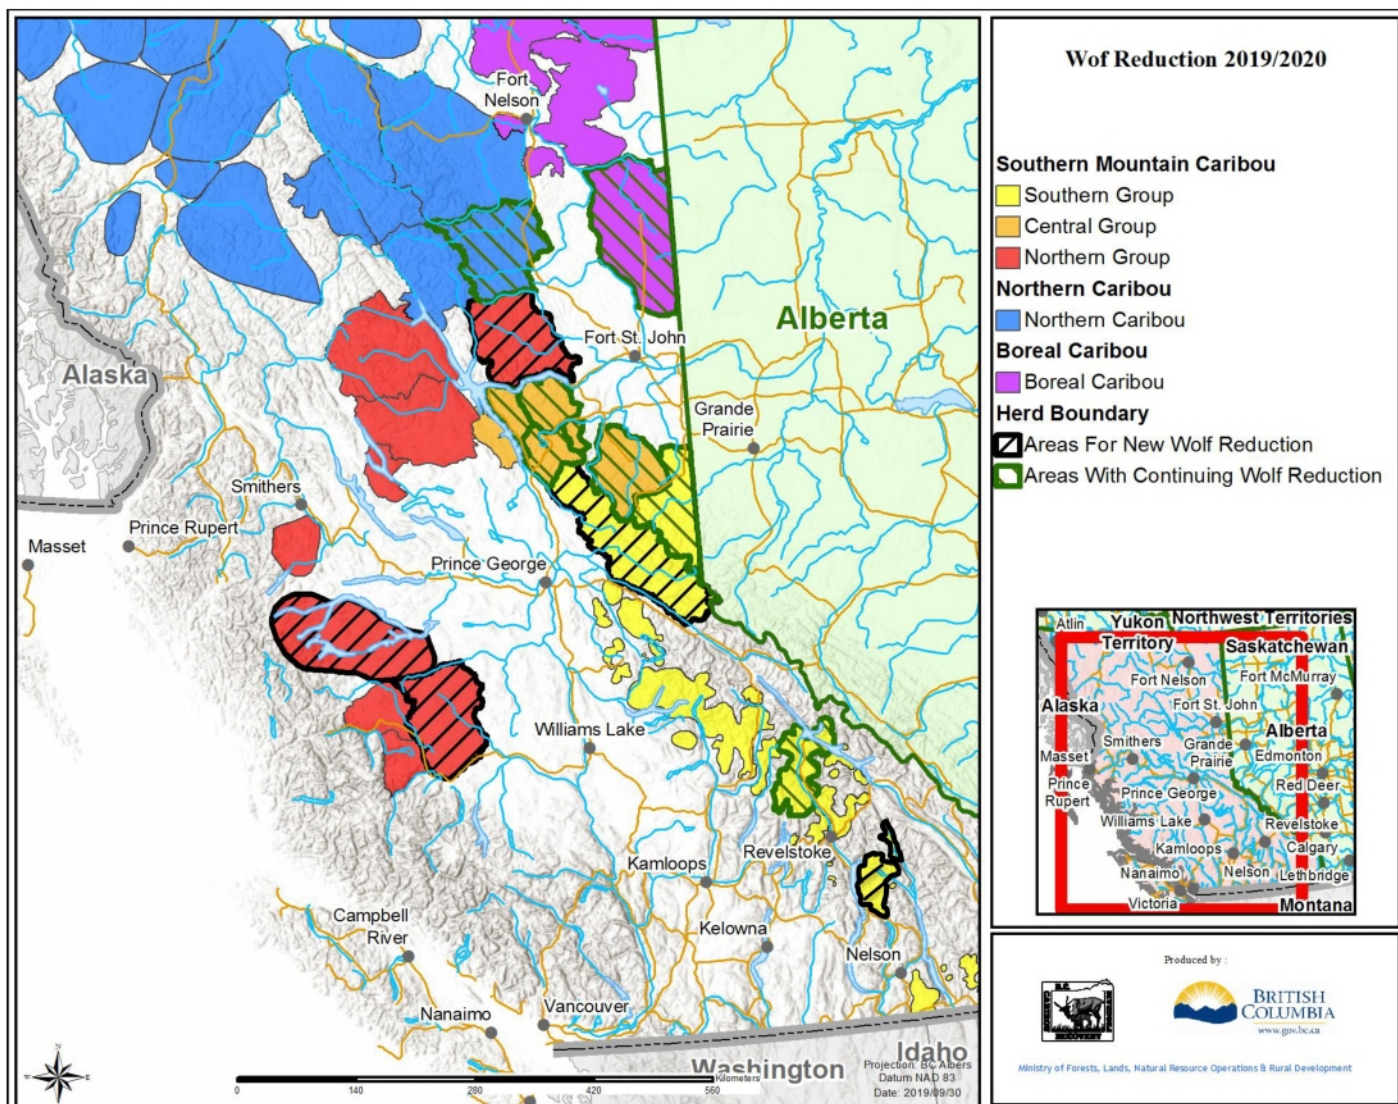 Wof Reduction 2019/2020
Southern Mountain Caribou
Southern Group
Central Group
Northern Group
Northern Caribou
Northern Caribou
Boreal Caribou
Boreal Caribou
Herd Boundary
Areas For New Wolf Reduction
Areas With Continuing Wolf Reduction
Fort
Nelson
Alberta
Fort St. John
Alaska
Grande
Prairie
Smithers
Prince Rupert
Masset
Prince George
Williams Lake
Revelstoke
Kamloops
Campbell
River
Kelowna
Nelson
Nanaimo
Vancouver
Washington
Idaho
Projection: BC Albers
Datum NAD 83
Date: 2019/09/30
N
W
E
S
Kilometers
0
140
280
420
560
Atlin
Yukon
Territory
Northwest Territories
Saskatchewan
Fort Nelson
Fort McMurray
Alaska
Fort St. John
Smithers
Grande
Prairie
Alberta
Edmonton
Masset
Prince
Rupert
Prince George
Red Deer
Williams Lake
Revelstoke
Kamloops
Calgary
Nanaimo
Nelson
Lethbridge
Victoria
Montana
Produced by :
B.C.
RECOVERY
BRITISH
COLUMBIA
www.gov.bc.ca
Ministry of Forests, Lands, Natural Resource Operations & Rural Development